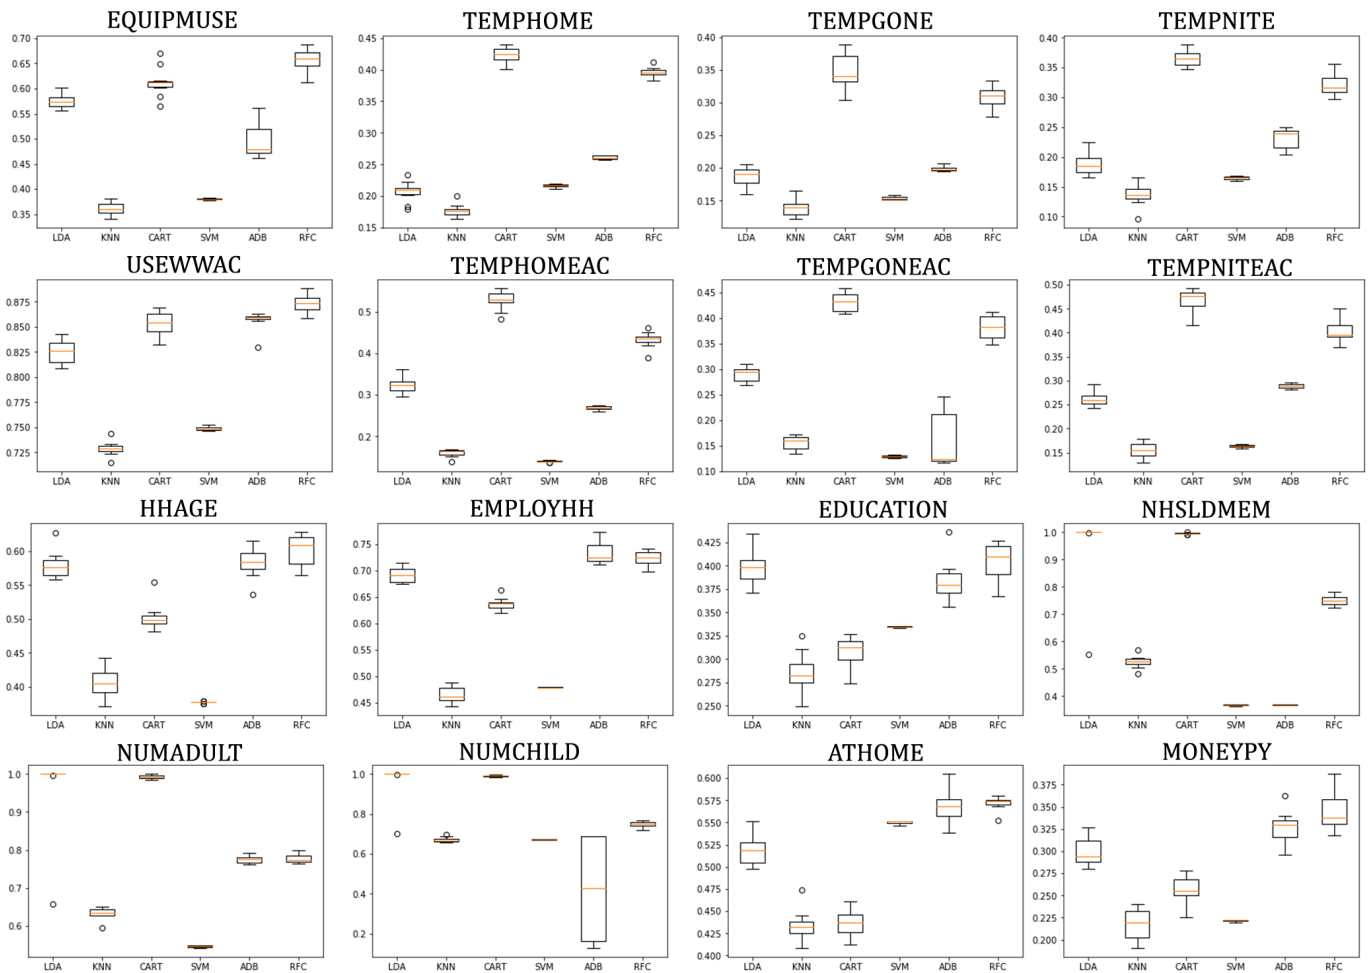 EQUIPMUSE TEMPHOME TEMPGONE TEMPNITE
0.70 0.65 0.60 0.55 0.50 0.45 0.40 0.35
LDA KNN CART SVM ADB RFC
0.45 0.40 0.35 0.30 0.25 0.20 0.15
LDA KNN CART SVM ADB RFC
0.40 0.35 0.30 0.25 0.20 0.15
LDA KNN CART SVM ADB RFC
0.40 0.35 0.30 0.25 0.20 0.15 0.10
LDA KNN CART SVM ADB RFC
USEWWAC TEMPHOMEAC TEMPGONEAC TEMPNITEAC
0.875 0.850 0.825 0.800 0.775 0.750 0.725
LDA KNN CART SVM ADB RFC
0.5 0.4 0.3 0.2
LDA KNN CART SVM ADB RFC
0.45 0.40 0.35 0.30 0.25 0.20 0.15 0.10
LDA KNN CART SVM ADB RFC
0.50 0.45 0.40 0.35 0.30 0.25 0.20 0.15
LDA KNN CART SVM ADB RFC
HHAGE EMPLOYHH EDUCATION NHSLDMEM
0.60 0.55 0.50 0.45 0.40
LDA KNN CART SVM ADB RFC
0.75 0.70 0.65 0.60 0.55 0.50 0.45
LDA KNN CART SVM ADB RFC
0.425 0.400 0.375 0.350 0.325 0.300 0.275 0.250
LDA KNN CART SVM ADB RFC
1.0 0.9 0.8 0.7 0.6 0.5 0.4
LDA KNN CART SVM ADB RFC
NUMADULT NUMCHILD ATHOME MONEYPY
1.0 0.9 0.8 0.7 0.6
LDA KNN CART SVM ADB RFC
1.0 0.8 0.6 0.4 0.2
LDA KNN CART SVM ADB RFC
0.600 0.575 0.550 0.525 0.500 0.475 0.450 0.425 0.400
LDA KNN CART SVM ADB RFC
0.375 0.350 0.325 0.300 0.275 0.250 0.225 0.200
LDA KNN CART SVM ADB RFC